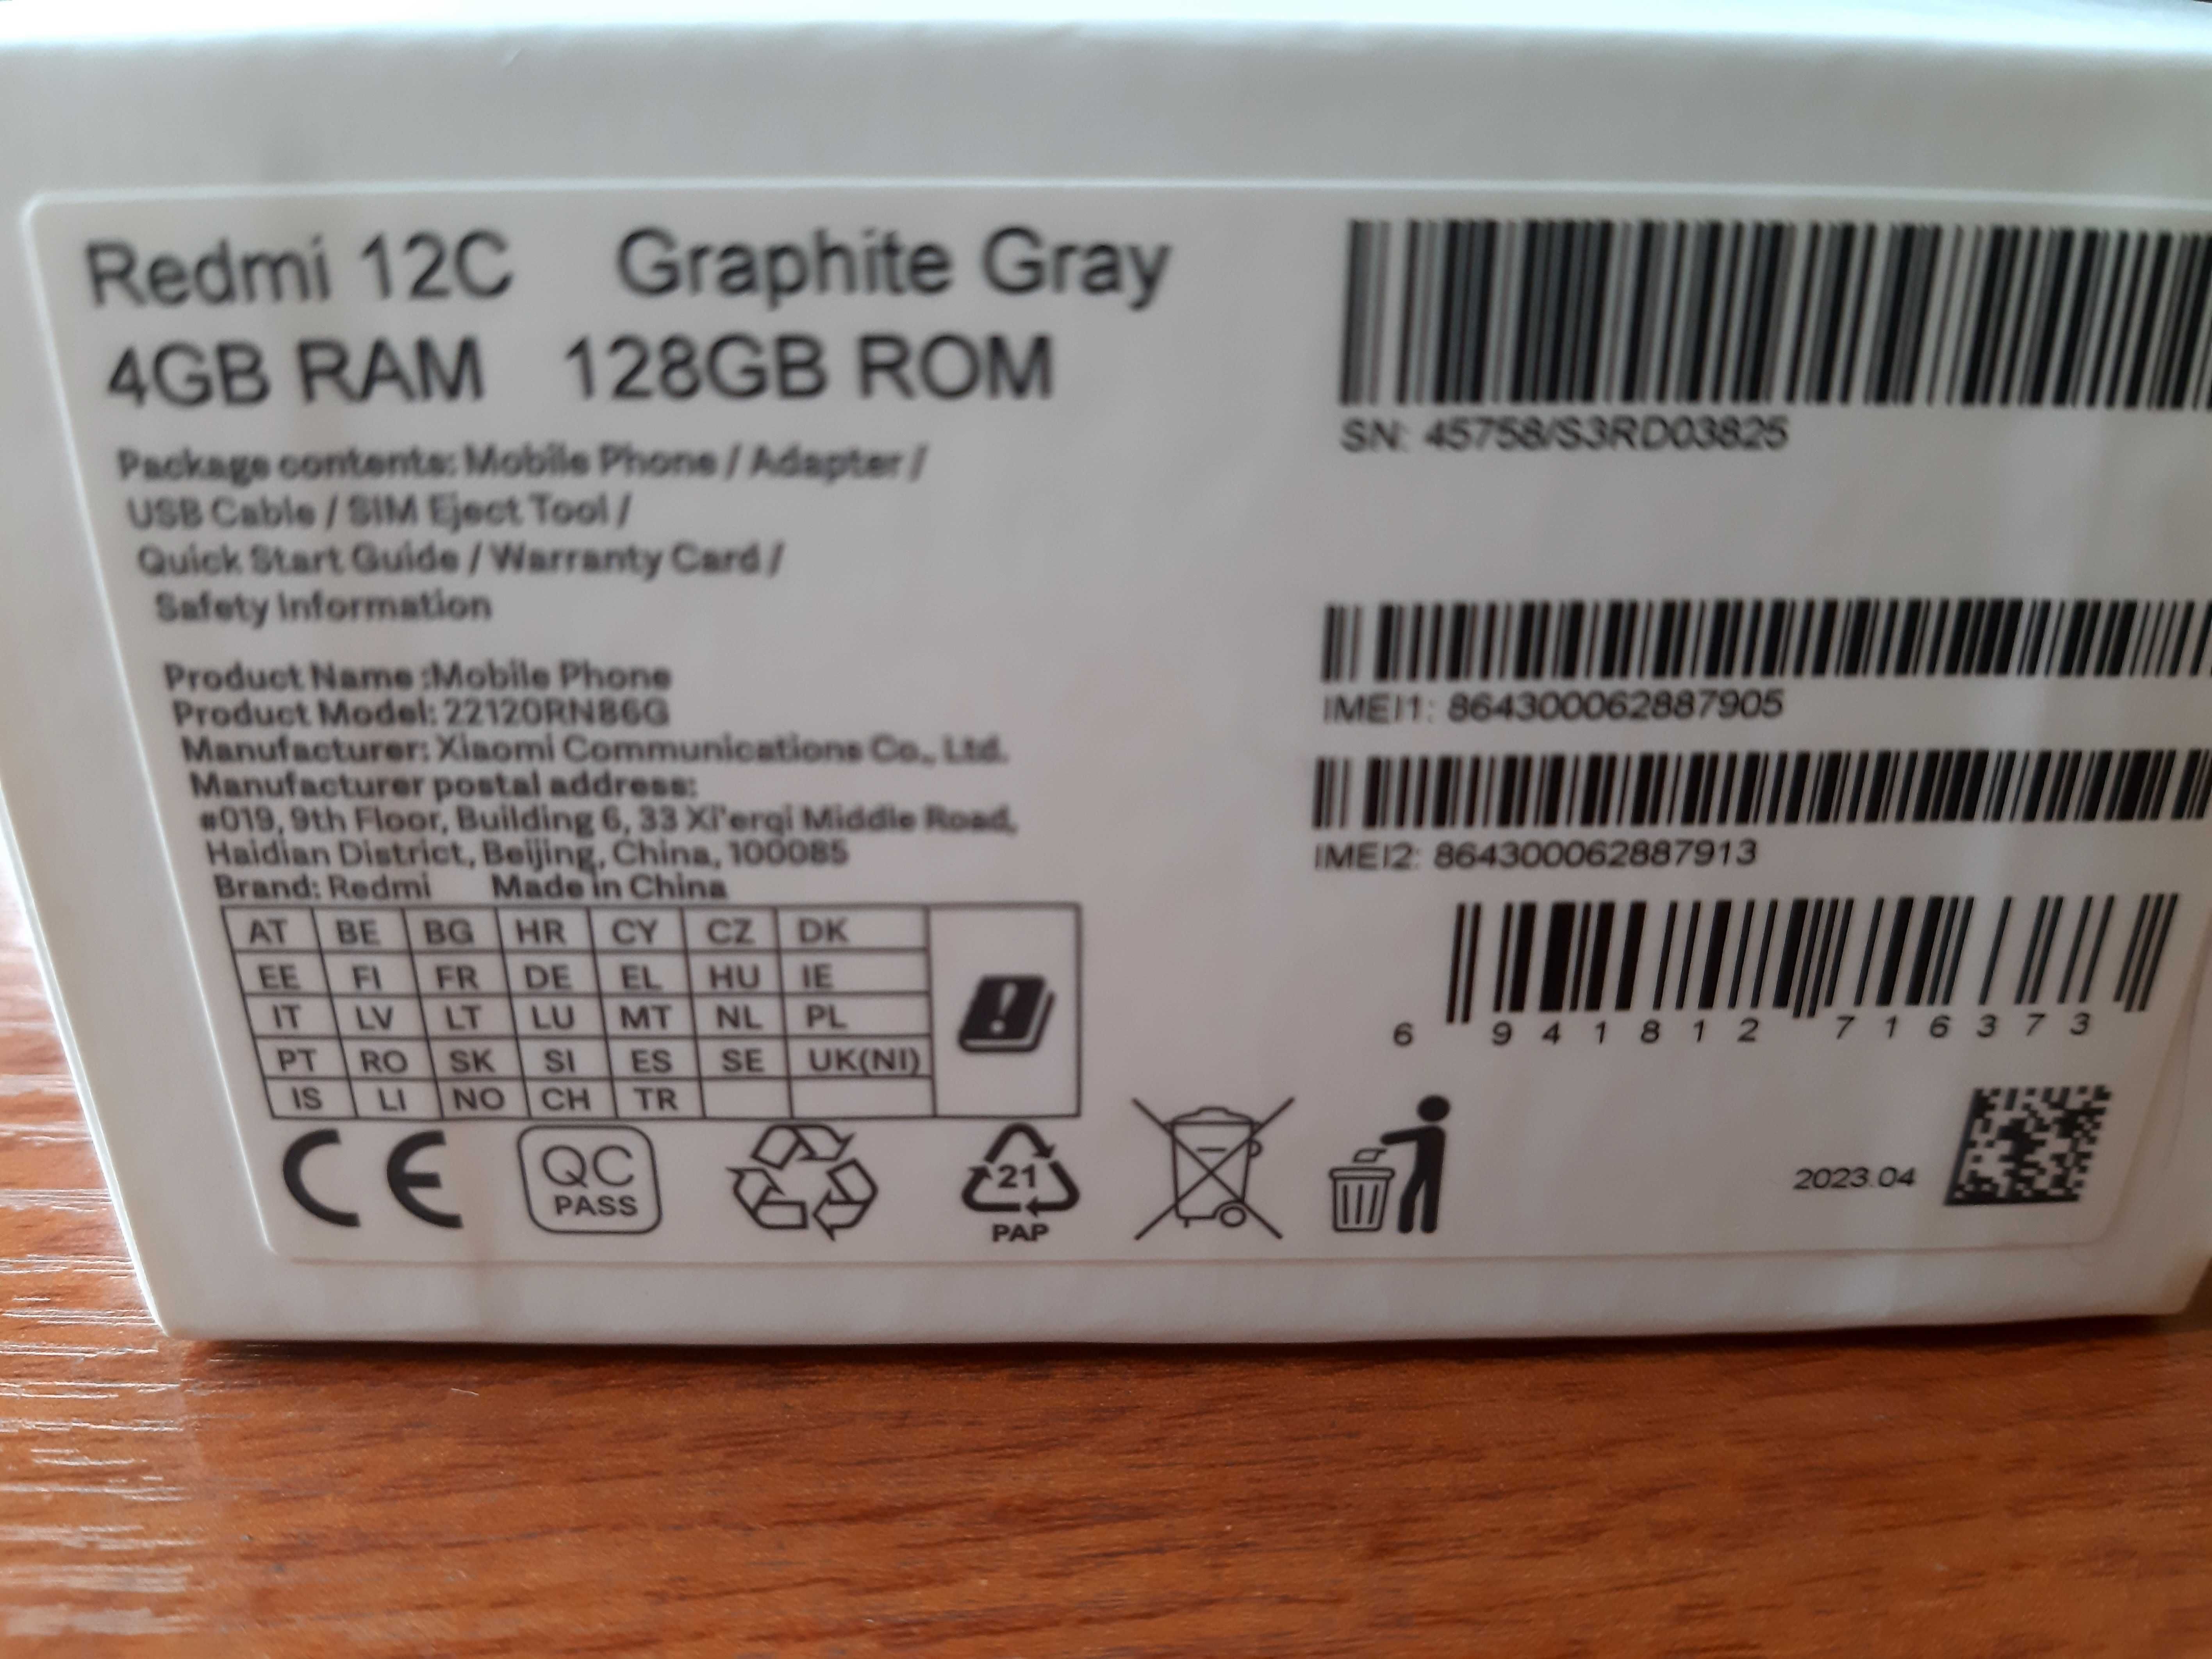 Redmi 12C Graphite Gray
4GB RAM 128GB ROM
Package contents: Mobile Phone / Adapter /
USB Cable / SIM Eject Tool /
Quick Start Guide / Warranty Card /
Safety Information
Product Name :Mobile Phone
Product Model: 22120RN86G
Manufacturer: Xiaomi Communications Co., Ltd.
Manufacturer postal address:
#019, 9th Floor, Building 6, 33 Xi'erqi Middle Road,
Haidian District, Beijing, China, 100085
Brand: Redmi Made in China
AT BE BG HR CY CZ DK
EE FI FR DE EL HU IE
IT LV LT LU MT NL PL
PT RO SK SI ES SE UK(NI)
IS LI NO CH TR
CE
QC
PASS
21
PAP
SN: 45758/S3RD03825
IMEI1: 864300062887905
IMEI2: 864300062887913
6 941812 716373
2023.04